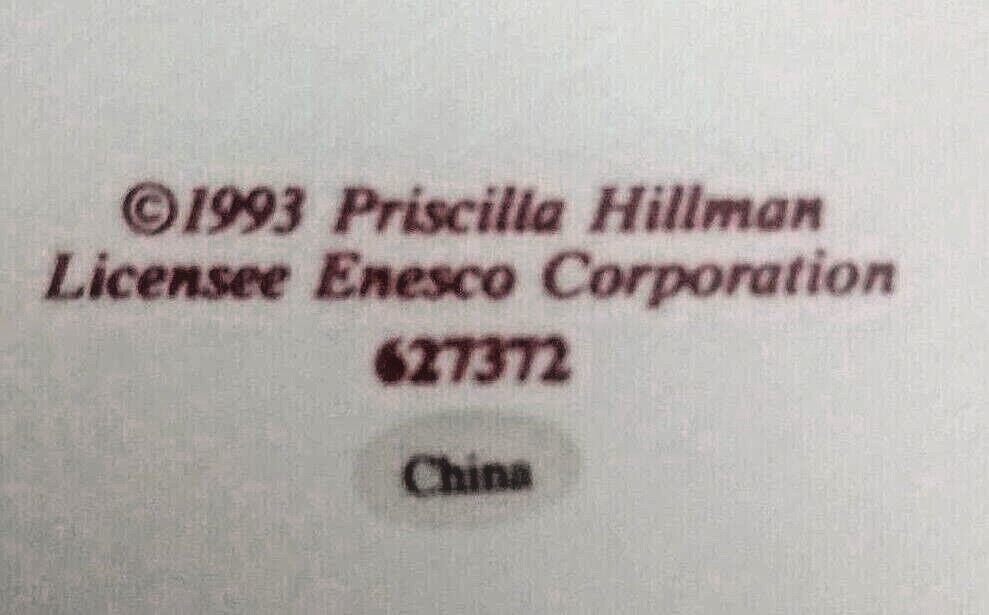 ©1993 Priscilla Hillman
Licensee Enesco Corporation
627372
China